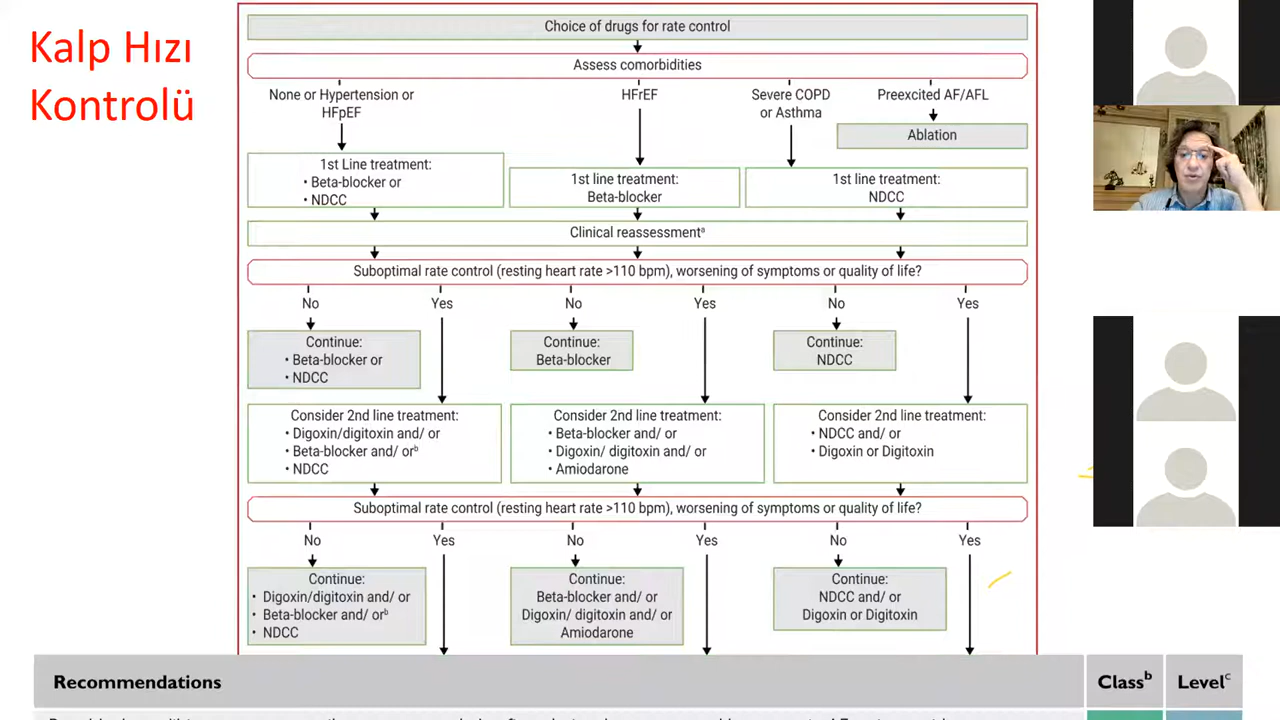 Kalp Hızı
Kontrolü
Choice of drugs for rate control
Assess comorbidities
None or Hypertension or
HFpEF
HFrEF
Severe COPD
or Asthma
Preexcited AF/AFL
Ablation
1st Line treatment:
• Beta-blocker or
• NDCC
1st line treatment:
Beta-blocker
1st line treatment:
NDCC
Clinical reassessmentᵃ
Suboptimal rate control (resting heart rate >110 bpm), worsening of symptoms or quality of life?
No
Yes
No
Yes
No
Yes
Continue:
• Beta-blocker or
• NDCC
Continue:
Beta-blocker
Continue:
NDCC
Consider 2nd line treatment:
• Digoxin/digitoxin and/ or
• Beta-blocker and/ orᵇ
• NDCC
Consider 2nd line treatment:
• Beta-blocker and/ or
• Digoxin/ digitoxin and/ or
• Amiodarone
Consider 2nd line treatment:
• NDCC and/ or
• Digoxin or Digitoxin
Suboptimal rate control (resting heart rate >110 bpm), worsening of symptoms or quality of life?
No
Yes
No
Yes
No
Yes
Continue:
• Digoxin/digitoxin and/ or
• Beta-blocker and/ orᵇ
• NDCC
Continue:
Beta-blocker and/ or
Digoxin/ digitoxin and/ or
Amiodarone
Continue:
NDCC and/ or
Digoxin or Digitoxin
Recommendations
Classᵇ
Levelᶜ